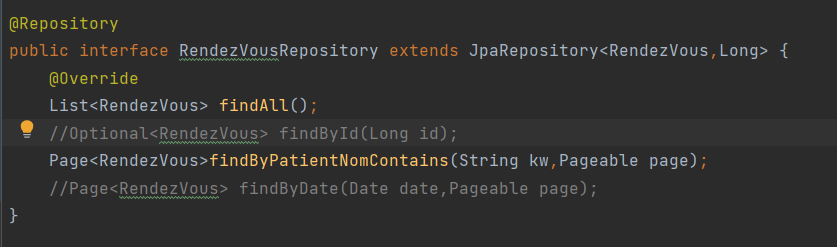 @Repository
public interface RendezVousRepository extends JpaRepository<RendezVous,Long> {
@Override
List<RendezVous> findAll();
//Optional<RendezVous> findById(Long id);
Page<RendezVous>findByPatientNomContains(String kw,Pageable page);
//Page<RendezVous> findByDate(Date date,Pageable page);
}